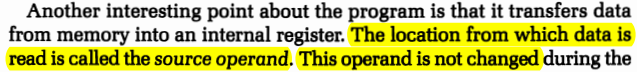 Another interesting point about the program is that it transfers data
from memory into an internal register. The location from which data is
read is called the source operand. This operand is not changed during the